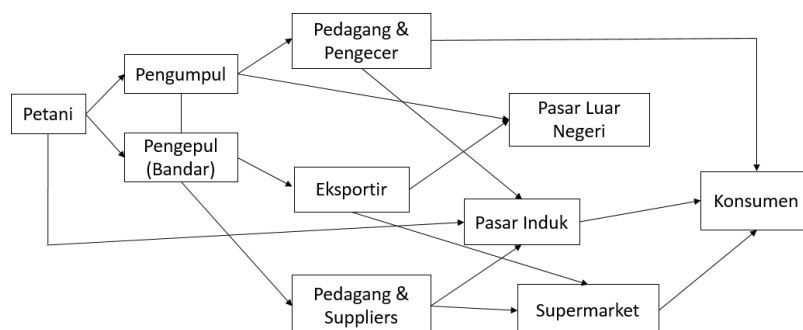 Pedagang &
Pengecer
Pengumpul
Petani
Pasar Luar
Negeri
Pengepul
(Bandar)
Eksportir
Konsumen
Pasar Induk
Pedagang &
Suppliers
Supermarket